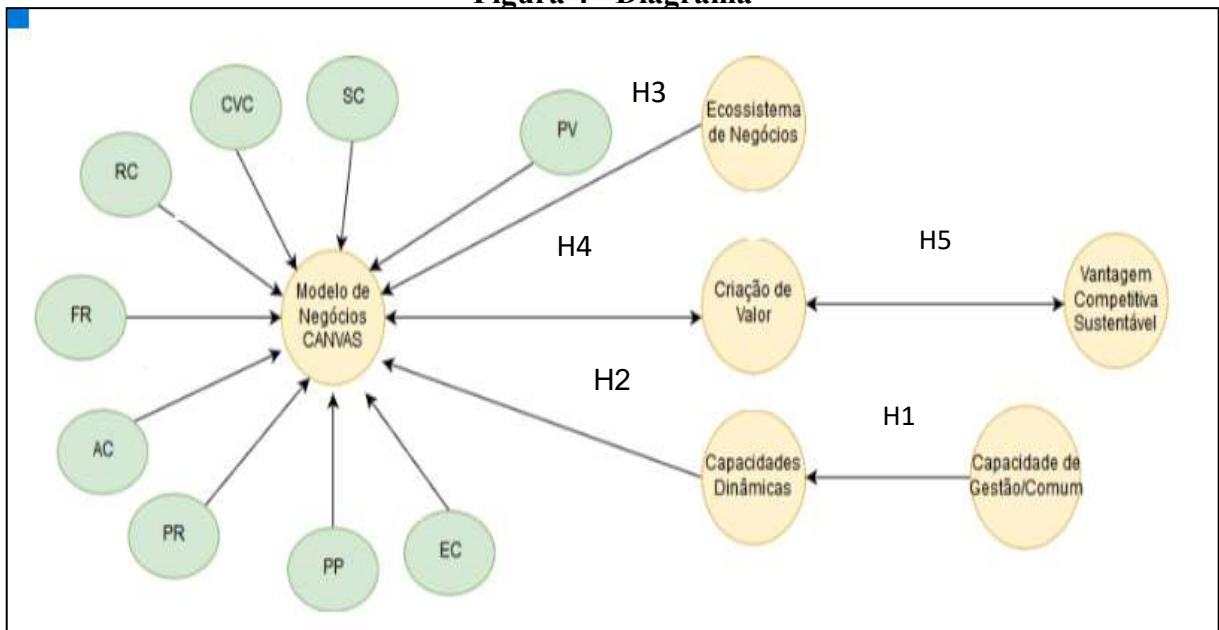 Figura 4 - Diagrama
CVC
SC
PV
H3
Ecossistema
de Negócios
RC
H4
H5
FR
Modelo de
Negócios
CANVAS
Criação de
Valor
Vantagem
Competitiva
Sustentável
H2
H1
AC
Capacidades
Dinâmicas
Capacidade de
Gestão/Comum
PR
PP
EC